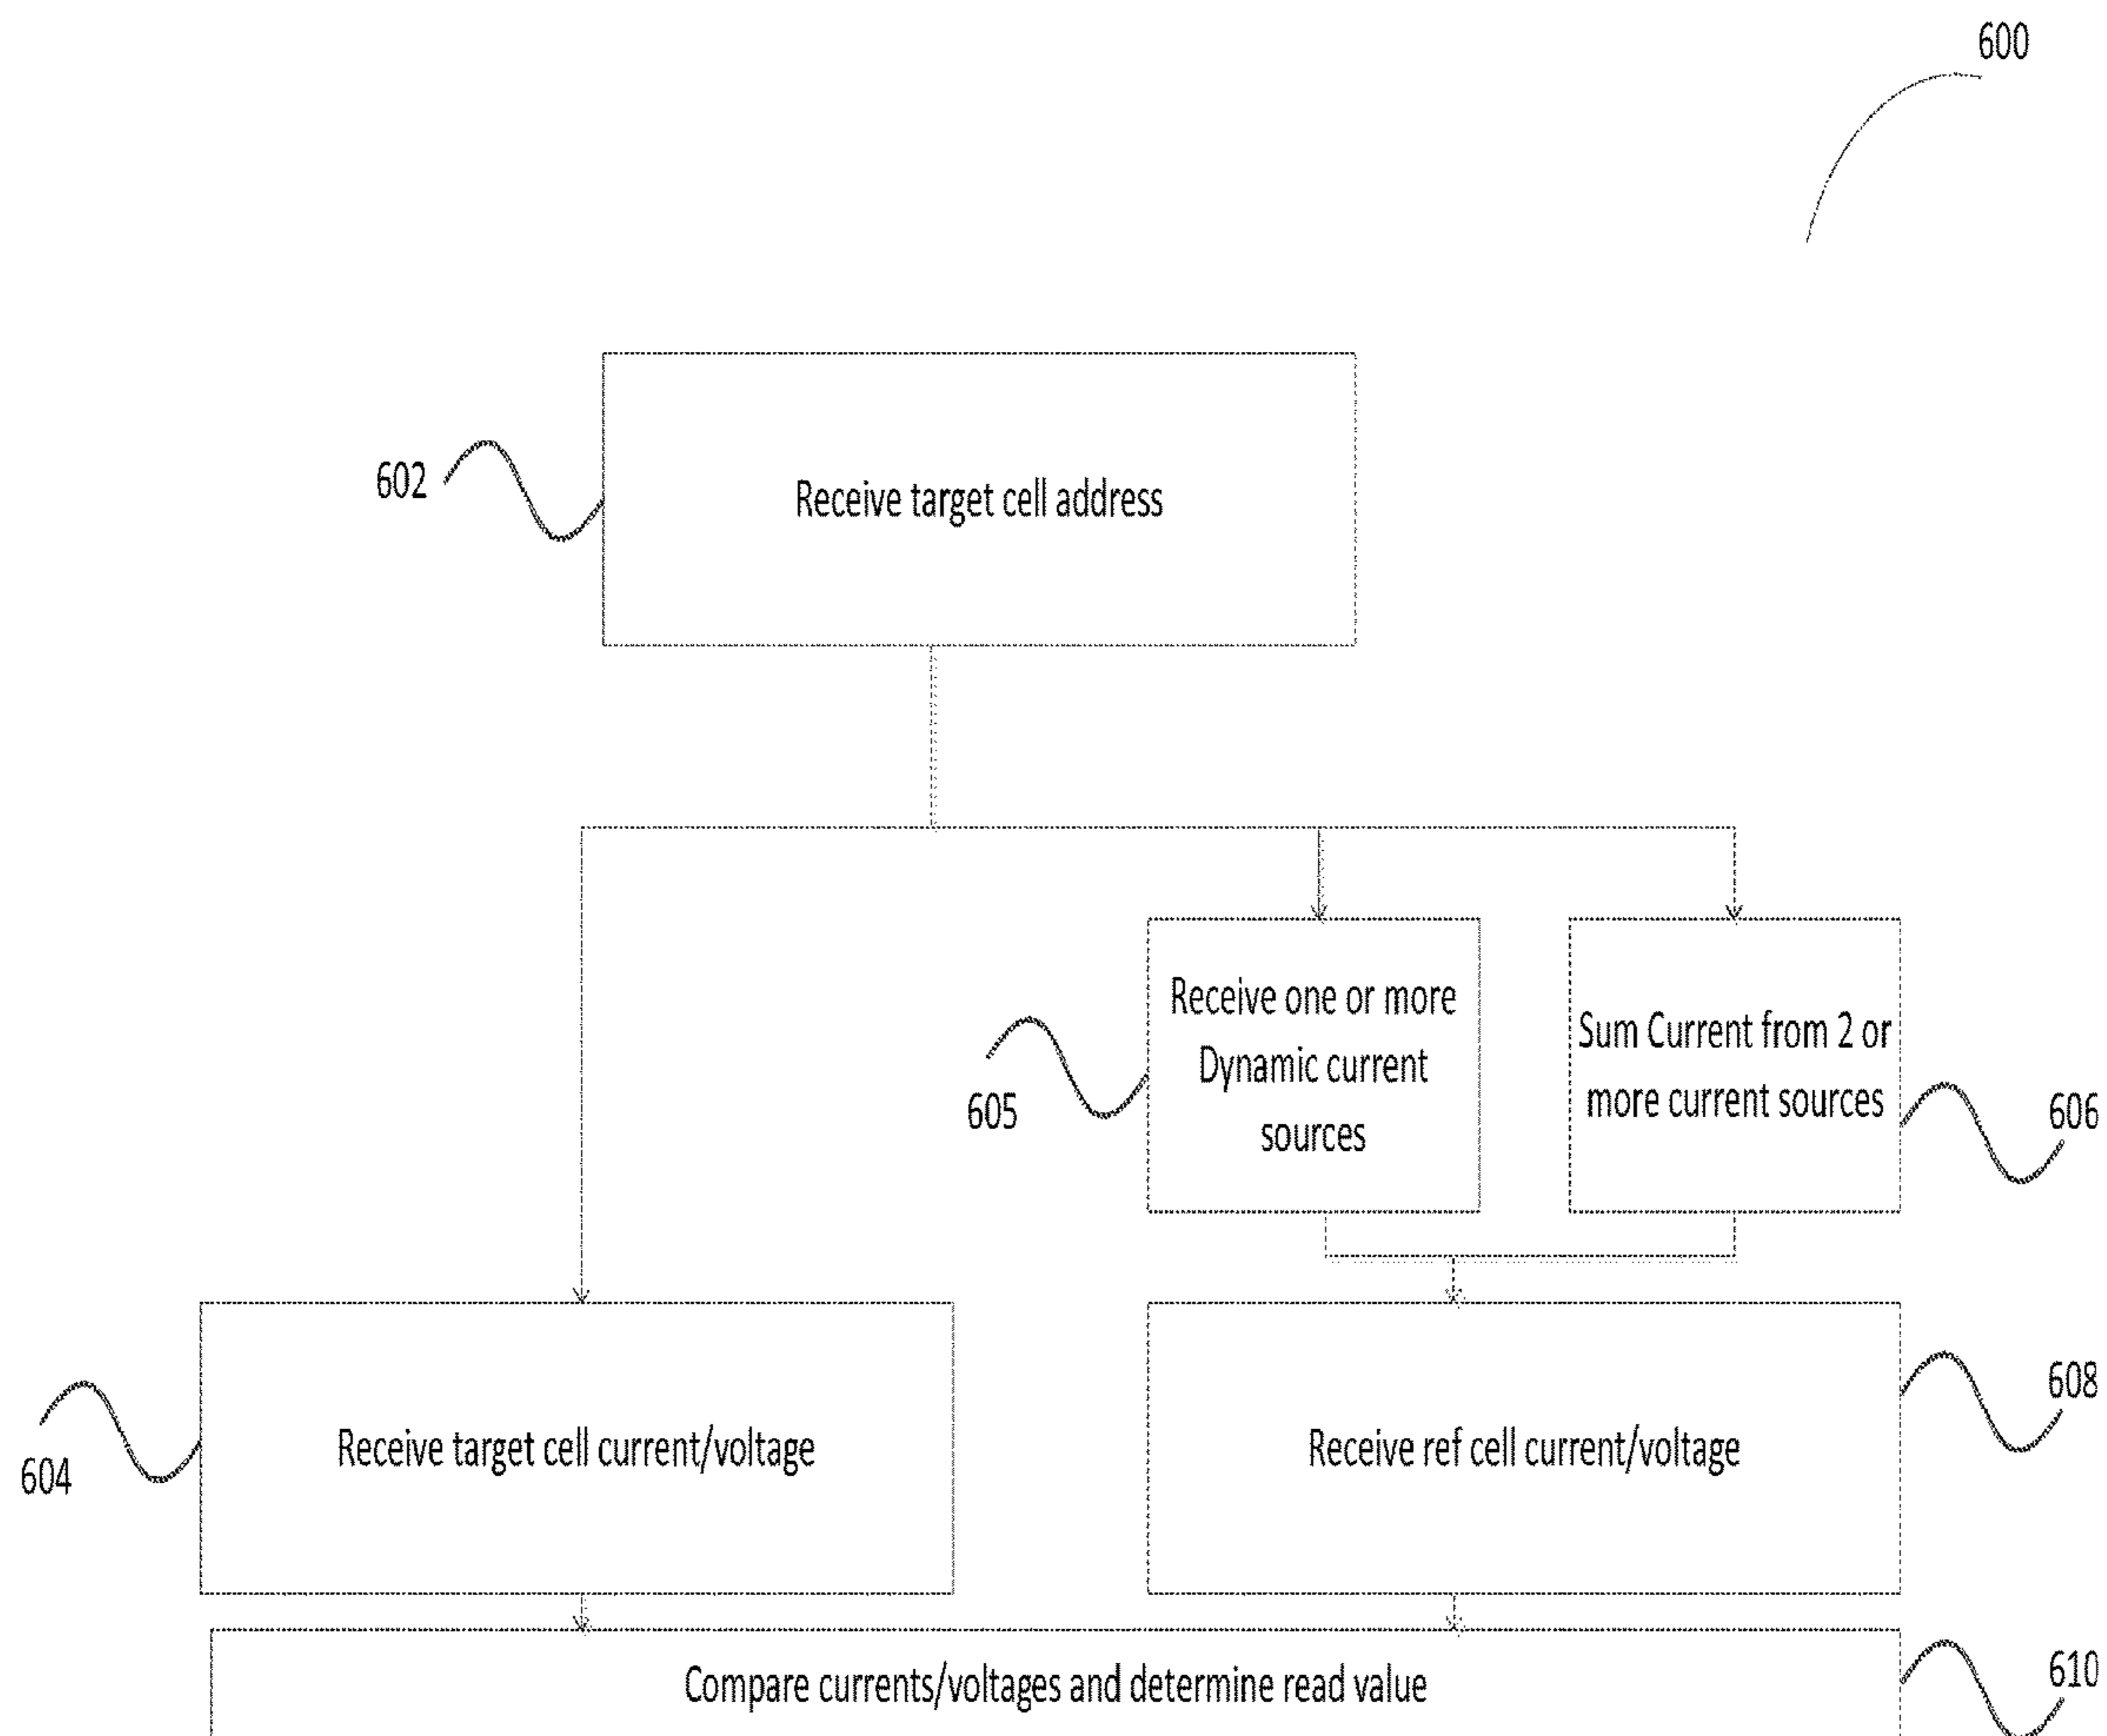 600
602
Receive target cell address
Receive one or more
Dynamic current
sources
605
Sum Current from 2 or
more current sources
606
604
Receive target cell current/voltage
Receive ref cell current/voltage
608
Compare currents/voltages and determine read value
610